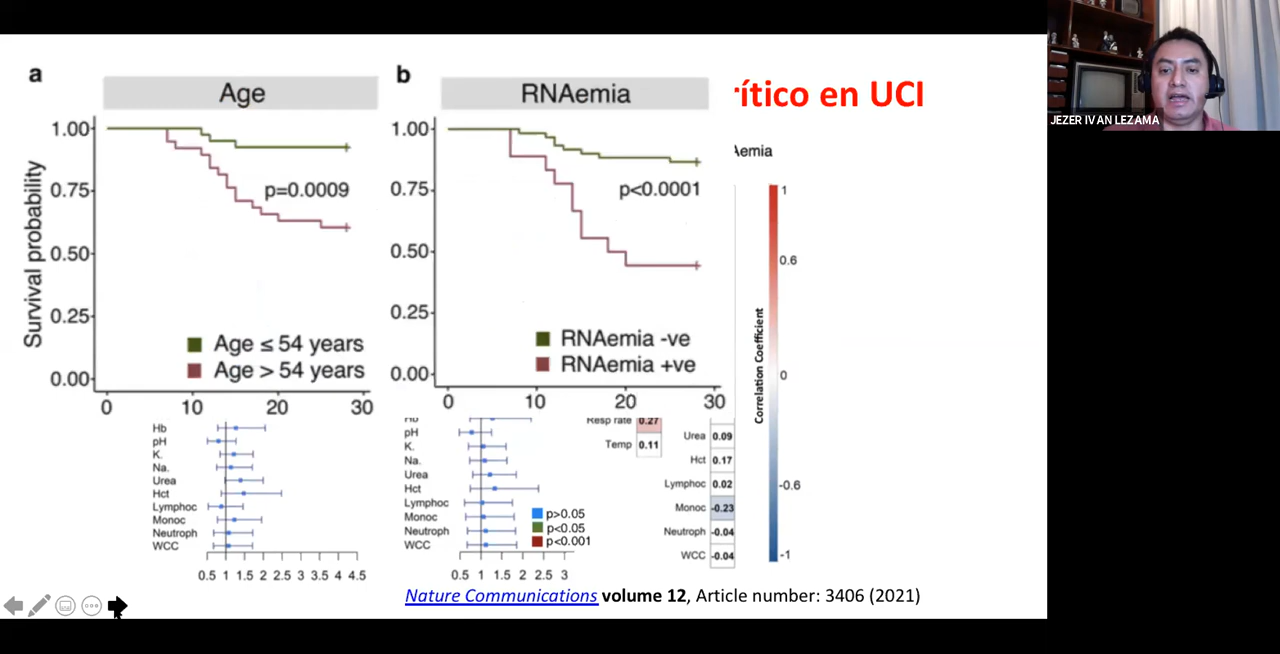 a
Age
b
RNAemia
rítico en UCI
JEZER IVAN LEZAMA
Survival probability
1.00
0.75
0.50
0.25
0.00
p=0.0009
Age ≤ 54 years
Age > 54 years
0
10
20
30
1.00
0.75
0.50
0.25
0.00
p<0.0001
RNAemia -ve
RNAemia +ve
0
10
20
30
Aemia
Correlation Coefficient
1
0.6
0
-0.6
-1
Hb
pH
K.
Na.
Urea
Hct
Lymphoc
Monoc
Neutroph
WCC
0.5 1 1.5 2 2.5 3 3.5 4 4.5
Hb
pH
K.
Na.
Urea
Hct
Lymphoc
Monoc
Neutroph
WCC
p>0.05
p<0.05
p<0.001
0.5 1 1.5 2 2.5 3
Resp rate 0.27
Temp 0.11
Urea 0.09
Hct 0.17
Lymphoc 0.02
Monoc -0.23
Neutroph -0.04
WCC -0.04
Nature Communications volume 12, Article number: 3406 (2021)